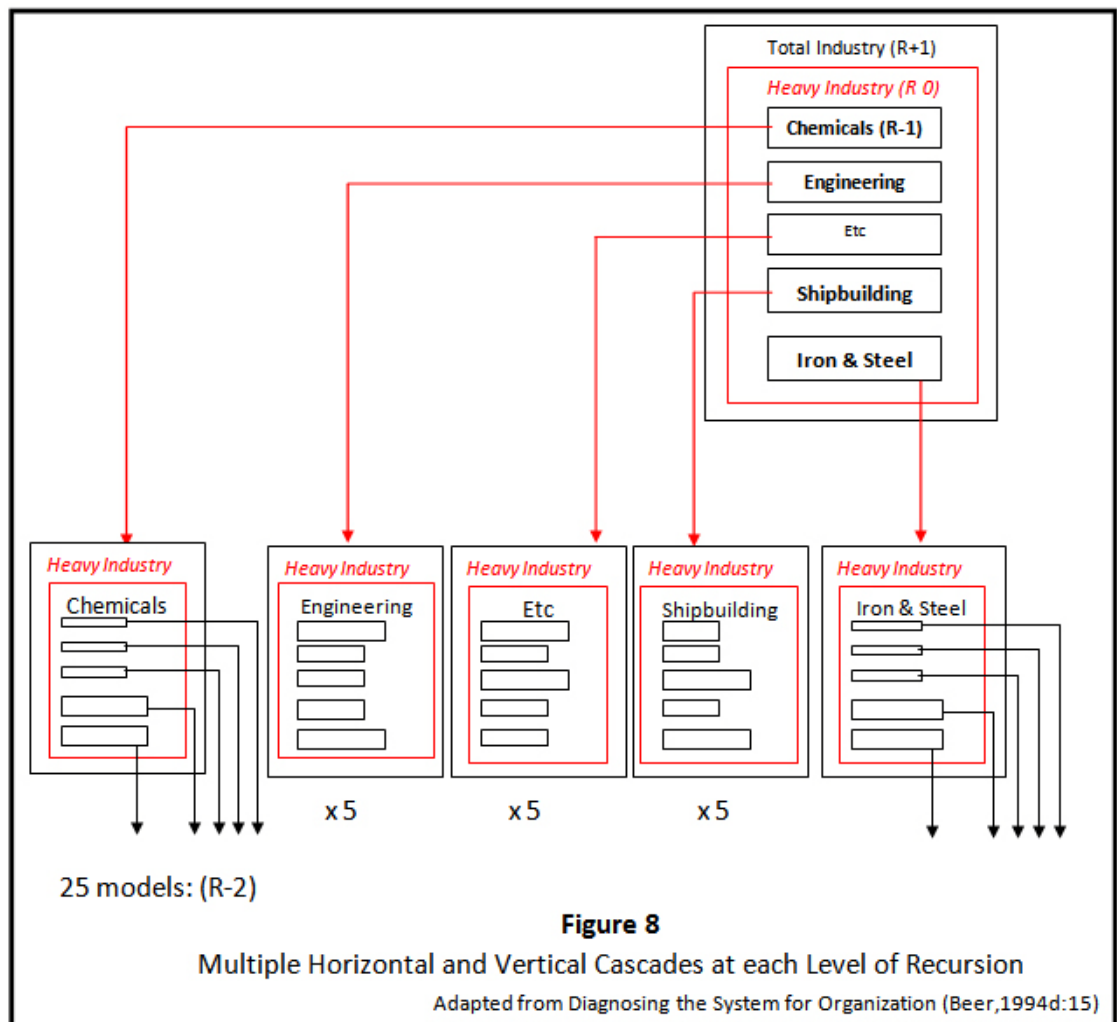 Total Industry (R+1)
Heavy Industry (R 0)
Chemicals (R-1)
Engineering
Etc
Shipbuilding
Iron & Steel
Heavy Industry
Chemicals
Heavy Industry
Engineering
Heavy Industry
Etc
Heavy Industry
Shipbuilding
Heavy Industry
Iron & Steel
x 5
x 5
x 5
25 models: (R-2)
Figure 8
Multiple Horizontal and Vertical Cascades at each Level of Recursion
Adapted from Diagnosing the System for Organization (Beer,1994d:15)